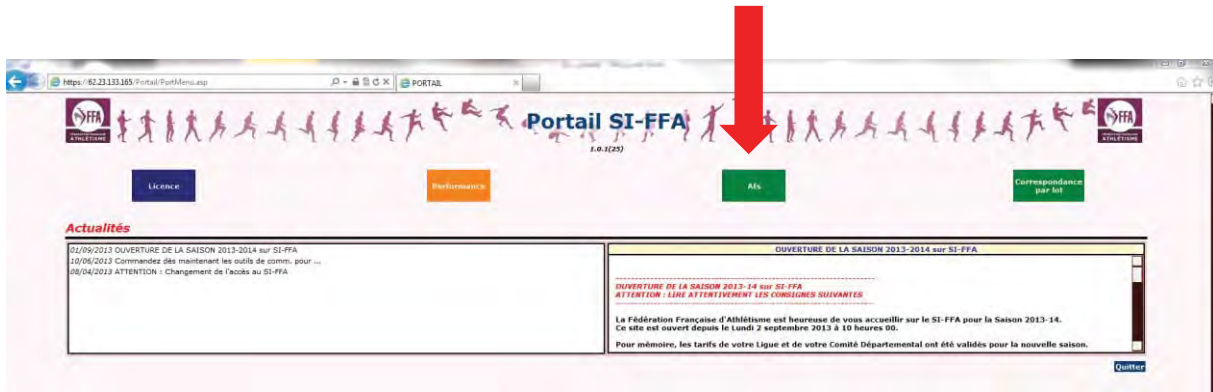 https://62.23.133.165/Portail/PortMenu.asp
PORTAIL
FFA
ATHLÉTISME
Portail SI-FFA
1.0.1(25)
FFA
ATHLÉTISME
Licence
Performance
Afs
Correspondance
par lot
Actualités
01/09/2013 OUVERTURE DE LA SAISON 2013-2014 sur SI-FFA
10/06/2013 Commandez dès maintenant les outils de comm. pour ...
08/04/2013 ATTENTION : Changement de l'accès au SI-FFA
OUVERTURE DE LA SAISON 2013-2014 sur SI-FFA
OUVERTURE DE LA SAISON 2013-14 sur SI-FFA
ATTENTION : LIRE ATTENTIVEMENT LES CONSIGNES SUIVANTES
La Fédération Française d'Athlétisme est heureuse de vous accueillir sur le SI-FFA pour la Saison 2013-14.
Ce site est ouvert depuis le Lundi 2 septembre 2013 à 10 heures 00.
Pour mémoire, les tarifs de votre Ligue et de votre Comité Départemental ont été validés pour la nouvelle saison.
Quitter